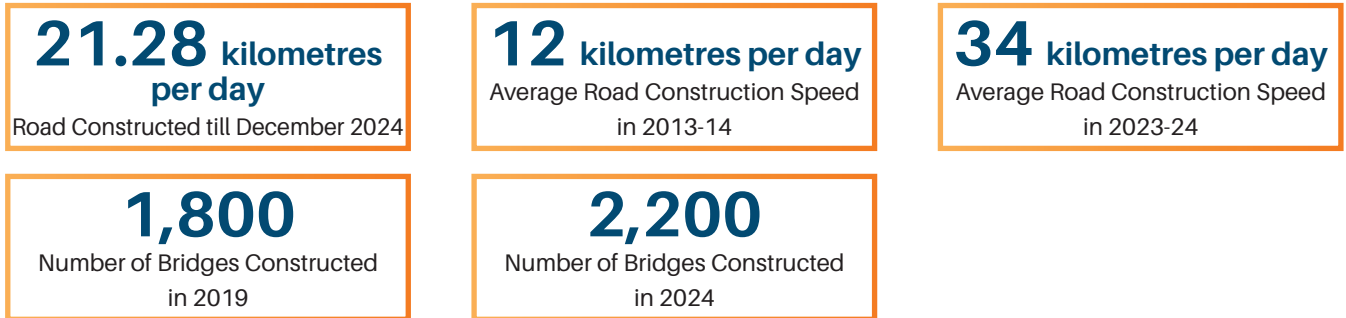 21.28 kilometres
per day
Road Constructed till December 2024
12 kilometres per day
Average Road Construction Speed
in 2013-14
34 kilometres per day
Average Road Construction Speed
in 2023-24
1,800
Number of Bridges Constructed
in 2019
2,200
Number of Bridges Constructed
in 2024